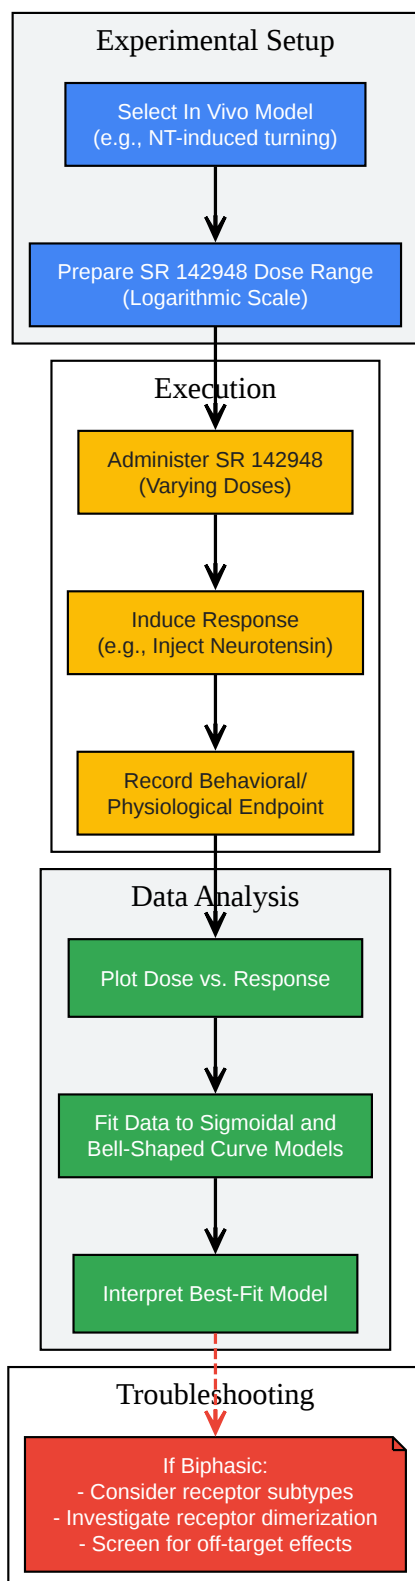 Experimental Setup
Select In Vivo Model
(e.g., NT-induced turning)
Prepare SR 142948 Dose Range
(Logarithmic Scale)
Execution
Administer SR 142948
(Varying Doses)
Induce Response
(e.g., Inject Neurotensin)
Record Behavioral/
Physiological Endpoint
Data Analysis
Plot Dose vs. Response
Fit Data to Sigmoidal and
Bell-Shaped Curve Models
Interpret Best-Fit Model
Troubleshooting
If Biphasic:
- Consider receptor subtypes
- Investigate receptor dimerization
- Screen for off-target effects